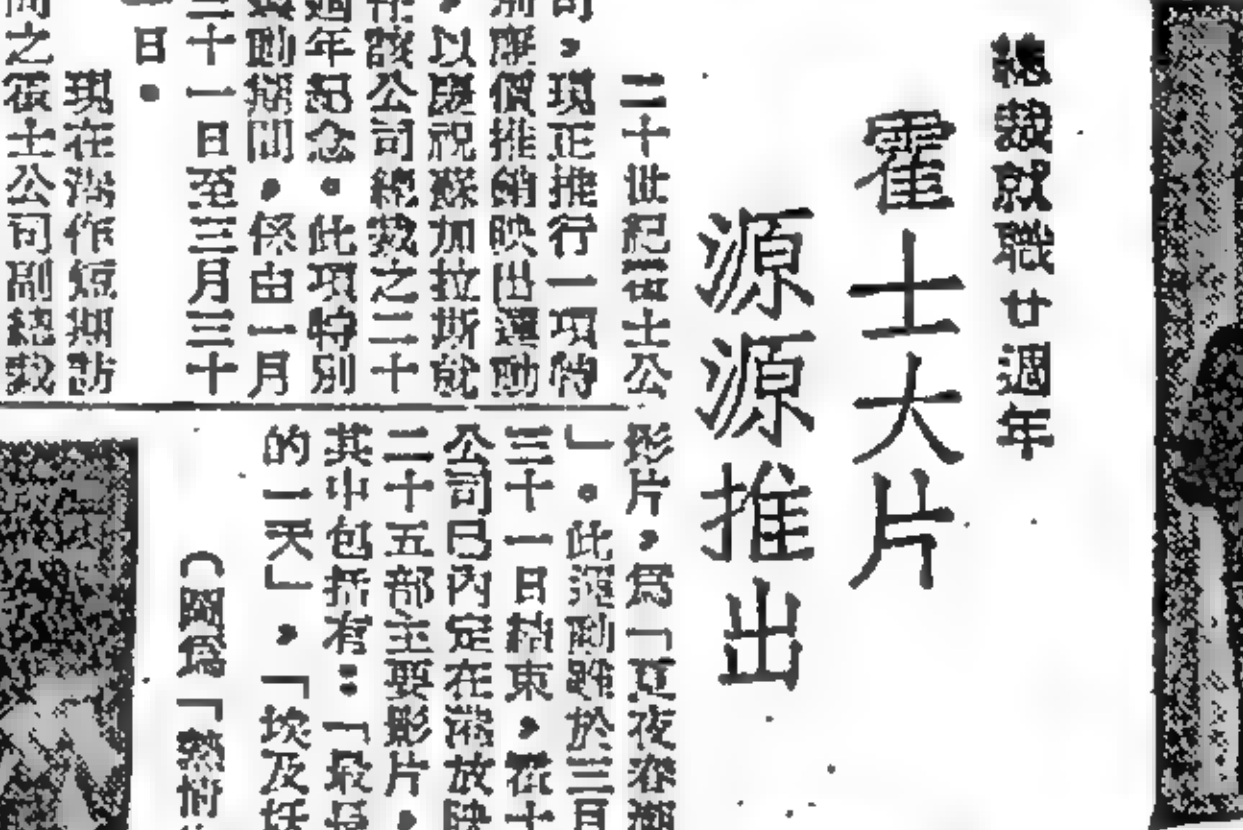 總裁就職廿週年
霍士大片
源源推出
二十世紀霍士公
司,現正推行一項特
別廉價推銷映出運動
,以慶祝蘇加拉斯就
任該公司總裁之二十
週年紀念。此項特別
運動期間,係由一月
三十一日至三月三十
日。
現在港作短期訪
問之霍士公司副總裁
影片,為「夏夜春潮
」。此運動雖於三月
三十一日結束,霍士
公司已內定在港放映
二十五部主要影片,
其中包括有:「最長
的一天」,「埃及妖
(圖為「熱情